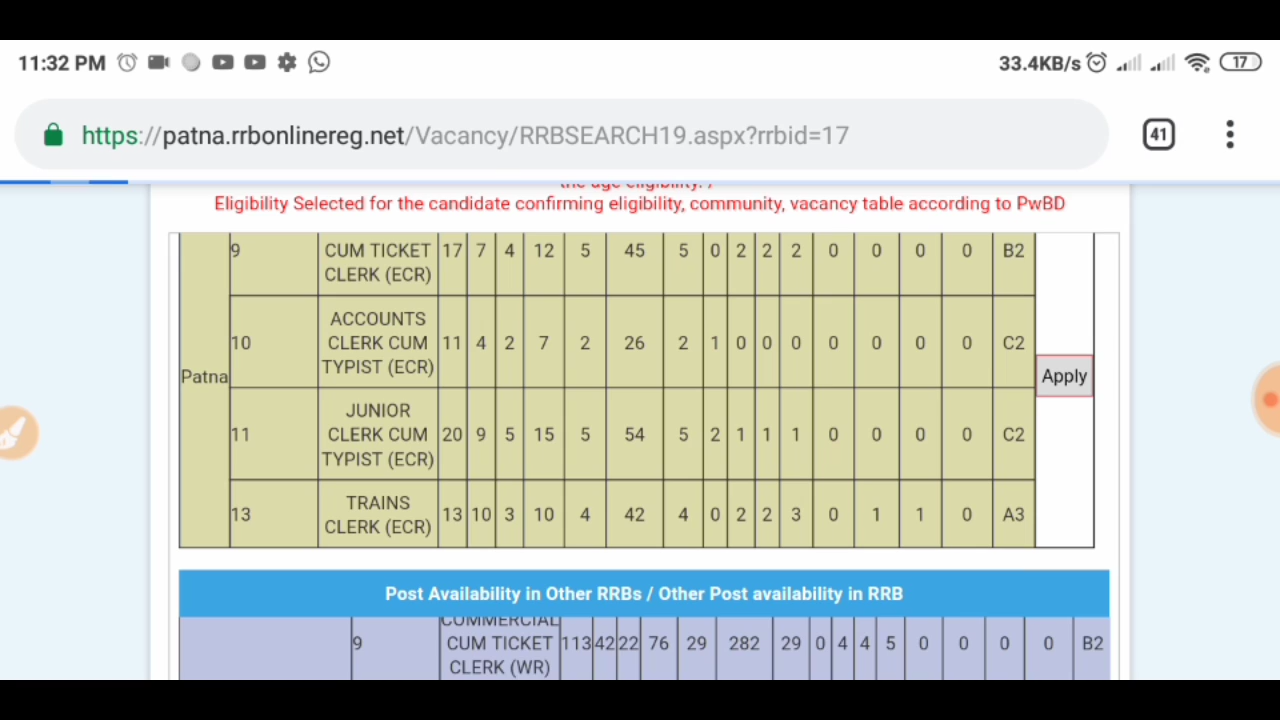 11:32 PM 33.4KB/s 17
https://patna.rrbonlinereg.net/Vacancy/RRBSEARCH19.aspx?rrbid=17 41
the age eligibility. /
Eligibility Selected for the candidate confirming eligibility, community, vacancy table according to PwBD
9 CUM TICKET 17 7 4 12 5 45 5 0 2 2 2 0 0 0 0 B2
CLERK (ECR)
ACCOUNTS
10 CLERK CUM 11 4 2 7 2 26 2 1 0 0 0 0 0 0 0 C2
TYPIST (ECR)
Patna Apply
JUNIOR
11 CLERK CUM 20 9 5 15 5 54 5 2 1 1 1 0 0 0 0 C2
TYPIST (ECR)
TRAINS
13 13 10 3 10 4 42 4 0 2 2 3 0 1 1 0 A3
CLERK (ECR)
Post Availability in Other RRBs / Other Post availability in RRB
COMMERCIAL
9 CUM TICKET 113 42 22 76 29 282 29 0 4 4 5 0 0 0 0 B2
CLERK (WR)